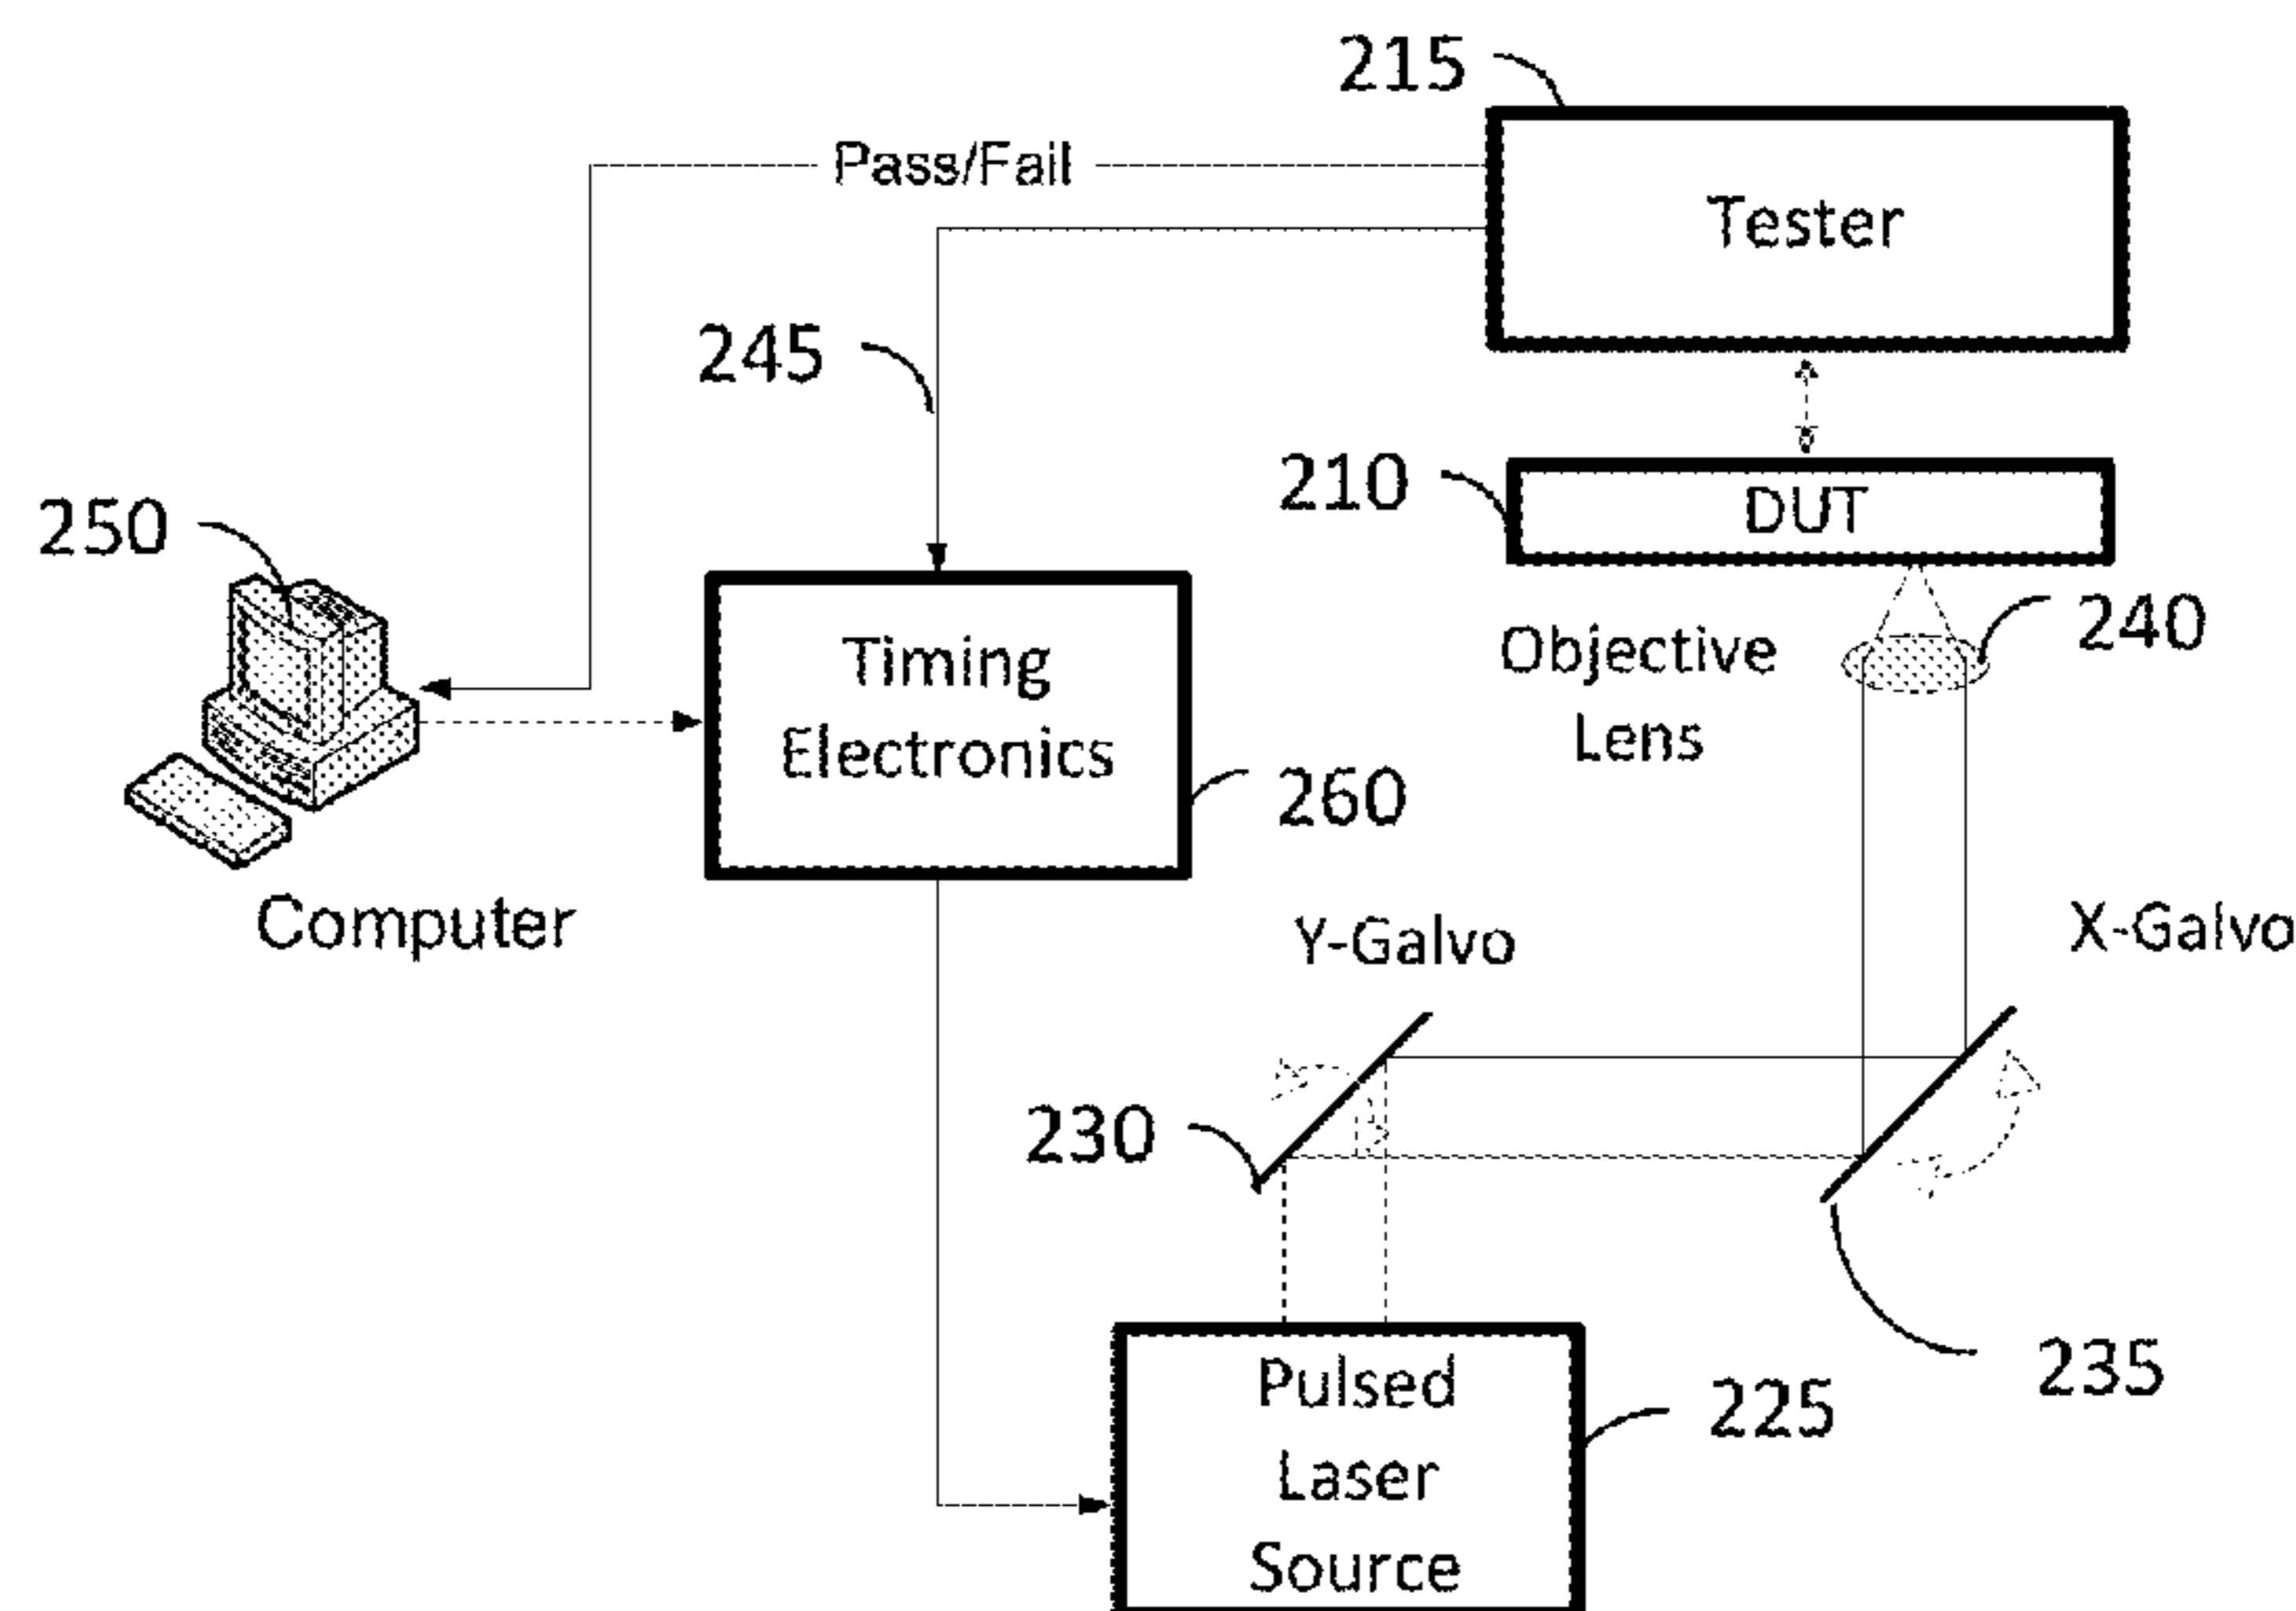 215
Pass/Fail
Tester
245
210
DUT
250
240
Objective
Lens
Timing
Electronics
260
Computer
Y-Galvo
X-Galvo
230
235
225
Pulsed
Laser
Source